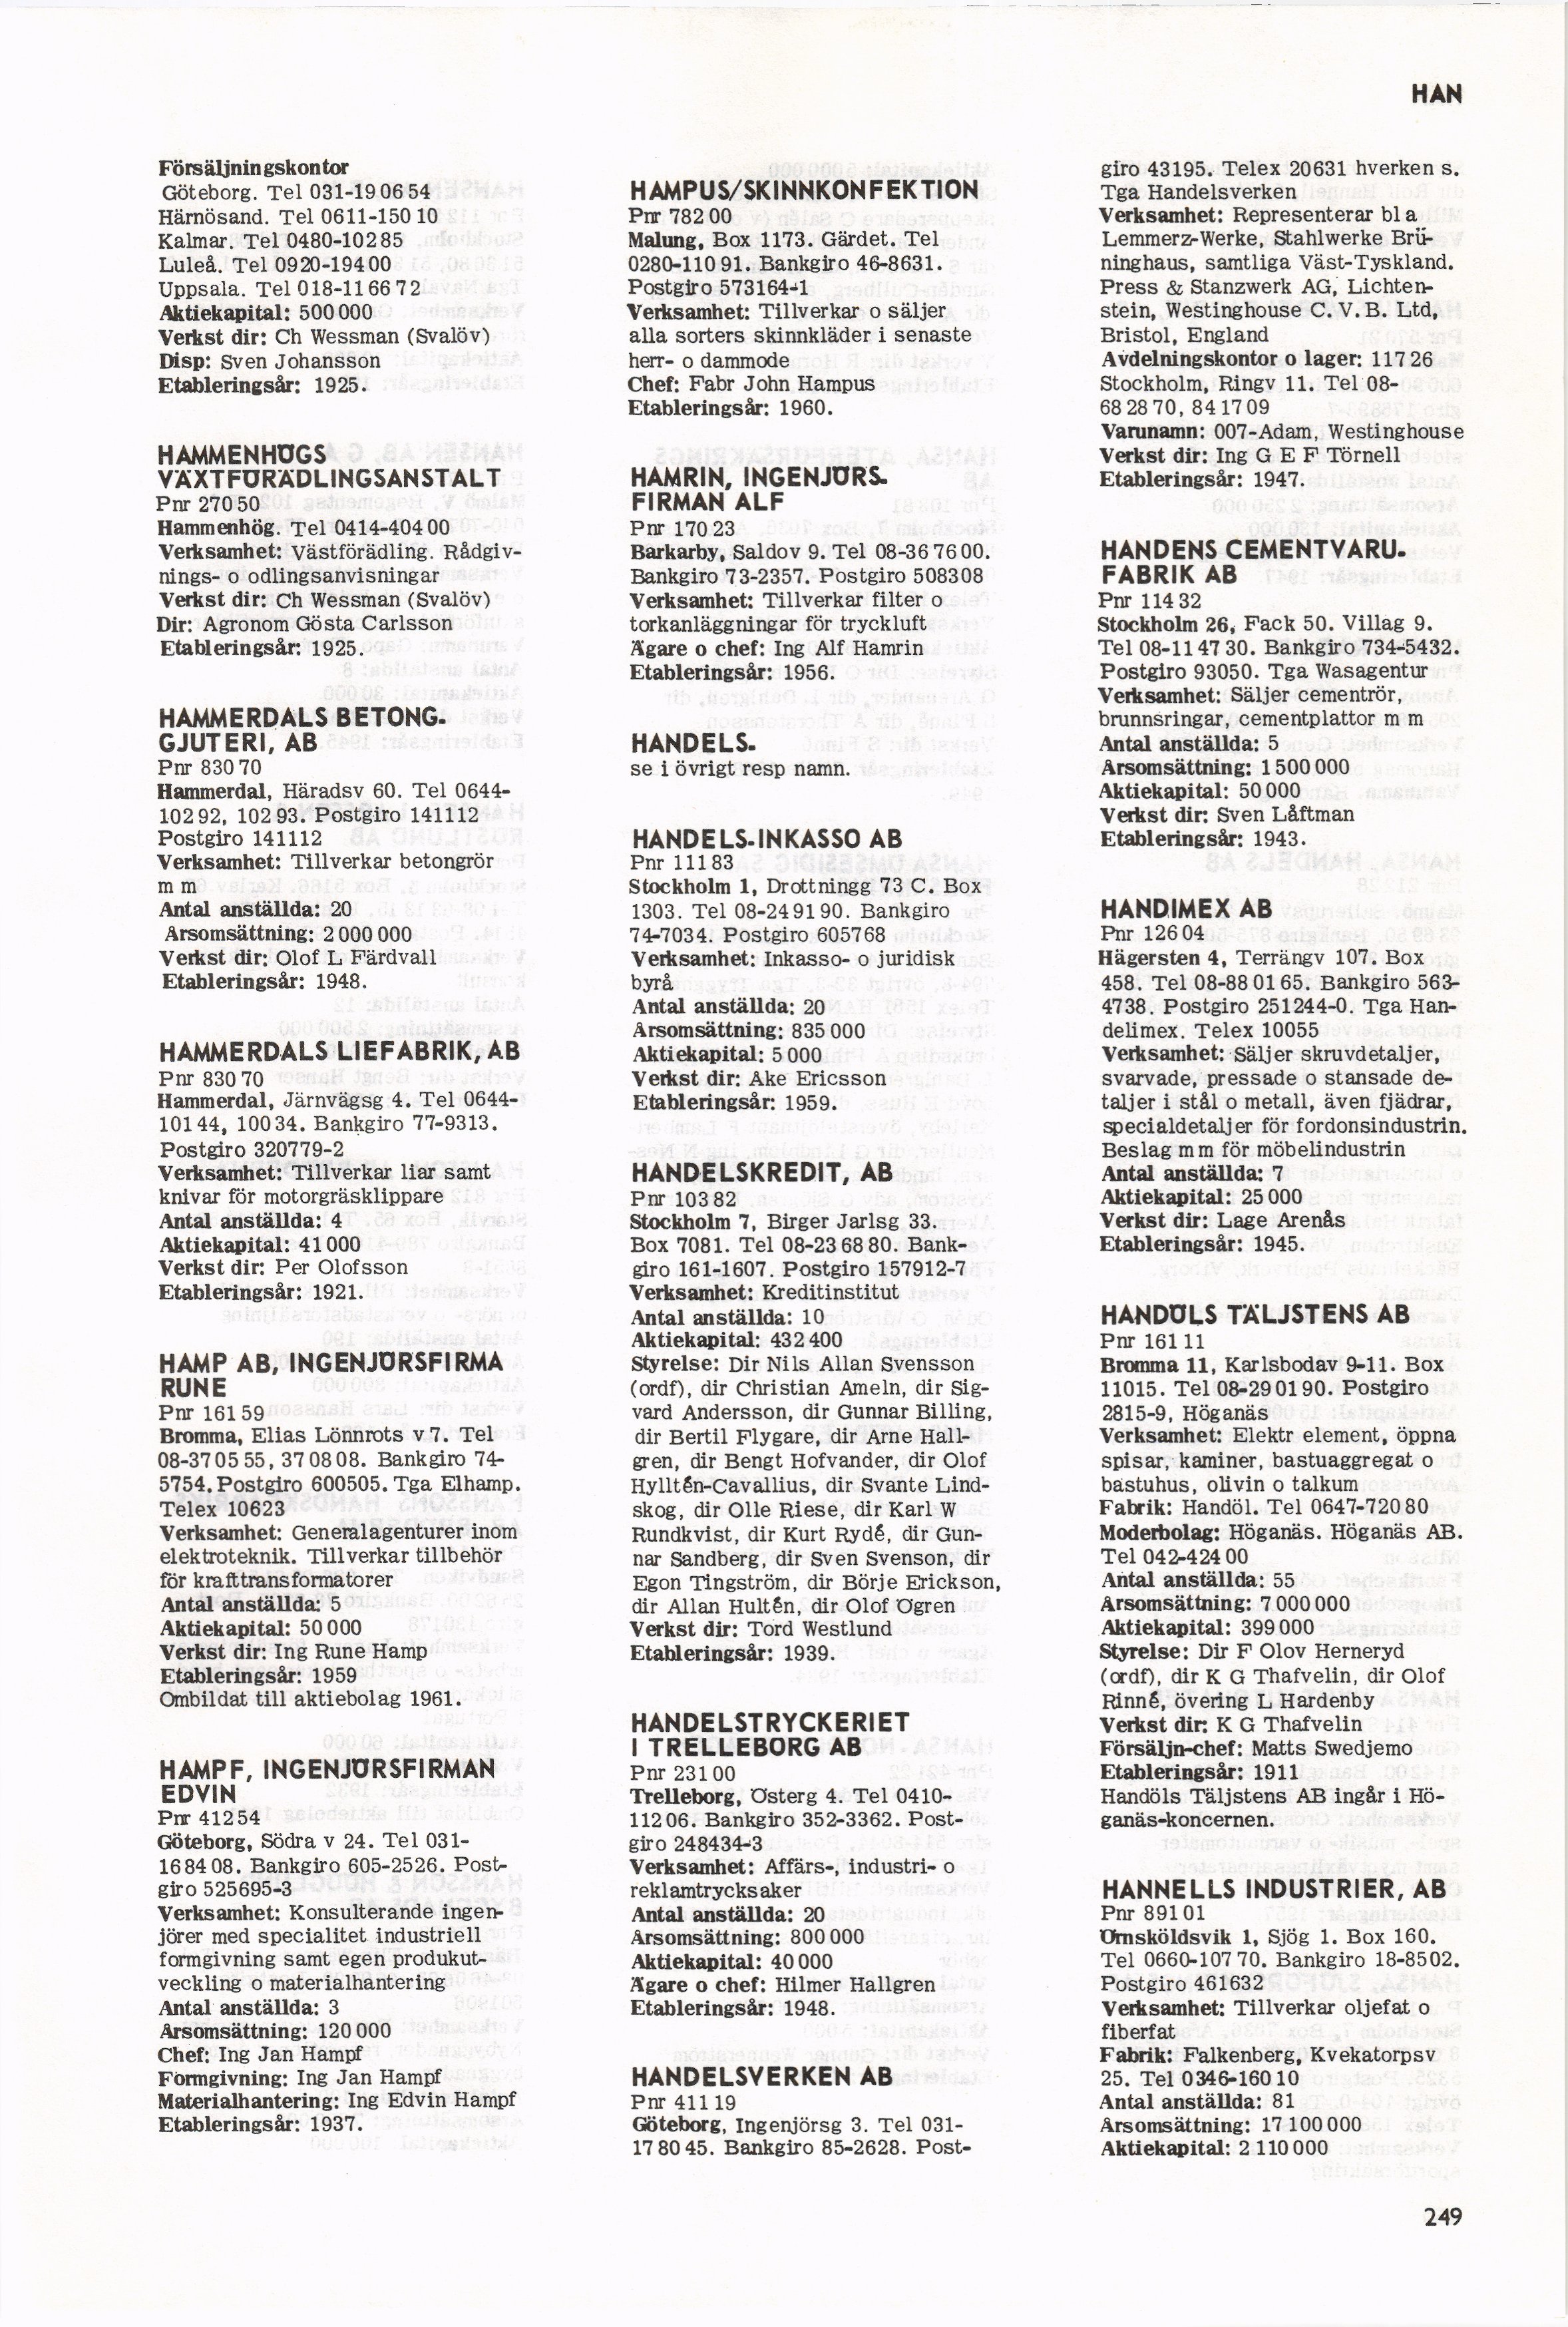 HAN
Försäljningskontor
Göteborg. Tel 031-19 06 54
Härnösand. Tel 0611-150 10
Kalmar. Tel 0480-102 85
Luleå. Tel 0920-194 00
Uppsala. Tel 018-11 66 72
Aktiekapital: 500 000
Verkst dir: Ch Wessman (Svalöv)
Disp: Sven Johansson
Etableringsår: 1925.
HAMMENHÖGS
VÄXTFÖRÄDLINGSANSTALT
Pnr 270 50
Hammenhög. Tel 0414-404 00
Verksamhet: Västförädling. Rådgiv-
nings- o odlingsanvisningar
Verkst dir: Ch Wessman (Svalöv)
Dir: Agronom Gösta Carlsson
Etableringsår: 1925.
HAMMERDALS BETONG-
GJUTERI, AB
Pnr 830 70
Hammerdal, Häradsv 60. Tel 0644-
102 92, 102 93. Postgiro 141112
Postgiro 141112
Verksamhet: Tillverkar betongrör
m m
Antal anställda: 20
Årsomsättning: 2 000 000
Verkst dir: Olof L Färdvall
Etableringsår: 1948.
HAMMERDALS LIEFABRIK, AB
Pnr 830 70
Hammerdal, Järnvägsg 4. Tel 0644-
101 44, 100 34. Bankgiro 77-9313.
Postgiro 320779-2
Verksamhet: Tillverkar liar samt
knivar för motorgräsklippare
Antal anställda: 4
Aktiekapital: 41 000
Verkst dir: Per Olofsson
Etableringsår: 1921.
HAMP AB, INGENJÖRSFIRMA
RUNE
Pnr 161 59
Bromma, Elias Lönnrots v 7. Tel
08-37 05 55, 37 08 08. Bankgiro 74-
5754. Postgiro 600505. Tga Elhamp.
Telex 10623
Verksamhet: Generalagenturer inom
elektroteknik. Tillverkar tillbehör
för krafttransformatorer
Antal anställda: 5
Aktiekapital: 50 000
Verkst dir: Ing Rune Hamp
Etableringsår: 1959
Ombildat till aktiebolag 1961.
HAMPF, INGENJÖRSFIRMAN
EDVIN
Pnr 412 54
Göteborg, Södra v 24. Tel 031-
16 84 08. Bankgiro 605-2526. Post-
giro 525695-3
Verksamhet: Konsulterande ingen-
jörer med specialitet industriell
formgivning samt egen produkut-
veckling o materialhantering
Antal anställda: 3
Årsomsättning: 120 000
Chef: Ing Jan Hampf
Formgivning: Ing Jan Hampf
Materialhantering: Ing Edvin Hampf
Etableringsår: 1937.
HAMPUS/SKINNKONFEKTION
Pnr 782 00
Malung, Box 1173. Gärdet. Tel
0280-110 91. Bankgiro 46-8631.
Postgiro 573164-1
Verksamhet: Tillverkar o säljer
alla sorters skinnkläder i senaste
herr- o dammode
Chef: Fabr John Hampus
Etableringsår: 1960.
HAMRIN, INGENJÖRS-
FIRMAN ALF
Pnr 170 23
Barkarby, Saldov 9. Tel 08-36 76 00.
Bankgiro 73-2357. Postgiro 508308
Verksamhet: Tillverkar filter o
torkanläggningar för tryckluft
Ägare o chef: Ing Alf Hamrin
Etableringsår: 1956.
HANDELS-
se i övrigt resp namn.
HANDELS-INKASSO AB
Pnr 111 83
Stockholm 1, Drottningg 73 C. Box
1303. Tel 08-24 91 90. Bankgiro
74-7034. Postgiro 605768
Verksamhet: Inkasso- o juridisk
byrå
Antal anställda: 20
Årsomsättning: 835 000
Aktiekapital: 5 000
Verkst dir: Åke Ericsson
Etableringsår: 1959.
HANDELSKREDIT, AB
Pnr 103 82
Stockholm 7, Birger Jarlsg 33.
Box 7081. Tel 08-23 68 80. Bank-
giro 161-1607. Postgiro 157912-7
Verksamhet: Kreditinstitut
Antal anställda: 10
Aktiekapital: 432 400
Styrelse: Dir Nils Allan Svensson
(ordf), dir Christian Ameln, dir Sig-
vard Andersson, dir Gunnar Billing,
dir Bertil Flygare, dir Arne Hall-
gren, dir Bengt Hofvander, dir Olof
Hylltén-Cavallius, dir Svante Lind-
skog, dir Olle Riese, dir Karl W
Rundkvist, dir Kurt Rydé, dir Gun-
nar Sandberg, dir Sven Svenson, dir
Egon Tingström, dir Börje Erickson,
dir Allan Hultén, dir Olof Ögren
Verkst dir: Tord Westlund
Etableringsår: 1939.
HANDELSTRYCKERIET
I TRELLEBORG AB
Pnr 231 00
Trelleborg, Österg 4. Tel 0410-
112 06. Bankgiro 352-3362. Post-
giro 248434-3
Verksamhet: Affärs-, industri- o
reklamtrycksaker
Antal anställda: 20
Årsomsättning: 800 000
Aktiekapital: 40 000
Ägare o chef: Hilmer Hallgren
Etableringsår: 1948.
HANDELSVERKEN AB
Pnr 411 19
Göteborg, Ingenjörsg 3. Tel 031-
17 80 45. Bankgiro 85-2628. Post-
giro 43195. Telex 20631 hverken s.
Tga Handelsverken
Verksamhet: Representerar bl a
Lemmerz-Werke, Stahlwerke Brü-
ninghaus, samtliga Väst-Tyskland.
Press & Stanzwerk AG, Lichten-
stein, Westinghouse C. V. B. Ltd,
Bristol, England
Avdelningskontor o lager: 117 26
Stockholm, Ringv 11. Tel 08-
68 28 70, 84 17 09
Varunamn: 007-Adam, Westinghouse
Verkst dir: Ing G E F Törnell
Etableringsår: 1947.
HANDENS CEMENTVARU-
FABRIK AB
Pnr 114 32
Stockholm 26, Fack 50. Villag 9.
Tel 08-11 47 30. Bankgiro 734-5432.
Postgiro 93050. Tga Wasagentur
Verksamhet: Säljer cementrör,
brunnsringar, cementplattor m m
Antal anställda: 5
Årsomsättning: 1 500 000
Aktiekapital: 50 000
Verkst dir: Sven Låftman
Etableringsår: 1943.
HANDIMEX AB
Pnr 126 04
Hägersten 4, Terrängv 107. Box
458. Tel 08-88 01 65. Bankgiro 563-
4738. Postgiro 251244-0. Tga Han-
delimex. Telex 10055
Verksamhet: Säljer skruvdetaljer,
svarvade, pressade o stansade de-
taljer i stål o metall, även fjädrar,
specialdetaljer för fordonsindustrin.
Beslag m m för möbelindustrin
Antal anställda: 7
Aktiekapital: 25 000
Verkst dir: Lage Arenås
Etableringsår: 1945.
HANDÖLS TÄLJSTENS AB
Pnr 161 11
Bromma 11, Karlsbodav 9-11. Box
11015. Tel 08-29 01 90. Postgiro
2815-9, Höganäs
Verksamhet: Elektr element, öppna
spisar, kaminer, bastuaggregat o
bastuhus, olivin o talkum
Fabrik: Handöl. Tel 0647-720 80
Moderbolag: Höganäs. Höganäs AB.
Tel 042-424 00
Antal anställda: 55
Årsomsättning: 7 000 000
Aktiekapital: 399 000
Styrelse: Dir F Olov Herneryd
(ordf), dir K G Thafvelin, dir Olof
Rinné, övering L Hardenby
Verkst dir: K G Thafvelin
Försäljn-chef: Matts Swedjemo
Etableringsår: 1911
Handöls Täljstens AB ingår i Hö-
ganäs-koncernen.
HANNELLS INDUSTRIER, AB
Pnr 891 01
Örnsköldsvik 1, Sjög 1. Box 160.
Tel 0660-107 70. Bankgiro 18-8502.
Postgiro 461632
Verksamhet: Tillverkar oljefat o
fiberfat
Fabrik: Falkenberg, Kvekatorpsv
25. Tel 0346-160 10
Antal anställda: 81
Årsomsättning: 17 100 000
Aktiekapital: 2 110 000
249